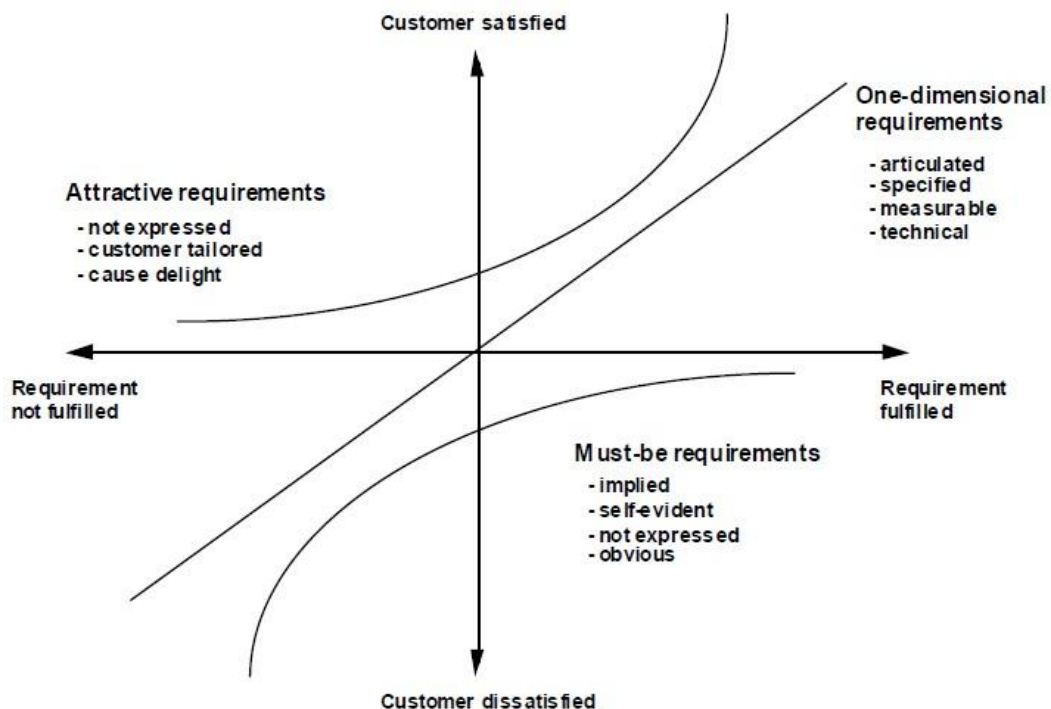 Customer satisfied
One-dimensional
requirements
- articulated
- specified
- measurable
- technical
Attractive requirements
- not expressed
- customer tailored
- cause delight
Requirement
not fulfilled
Requirement
fulfilled
Must-be requirements
- implied
- self-evident
- not expressed
- obvious
Customer dissatisfied